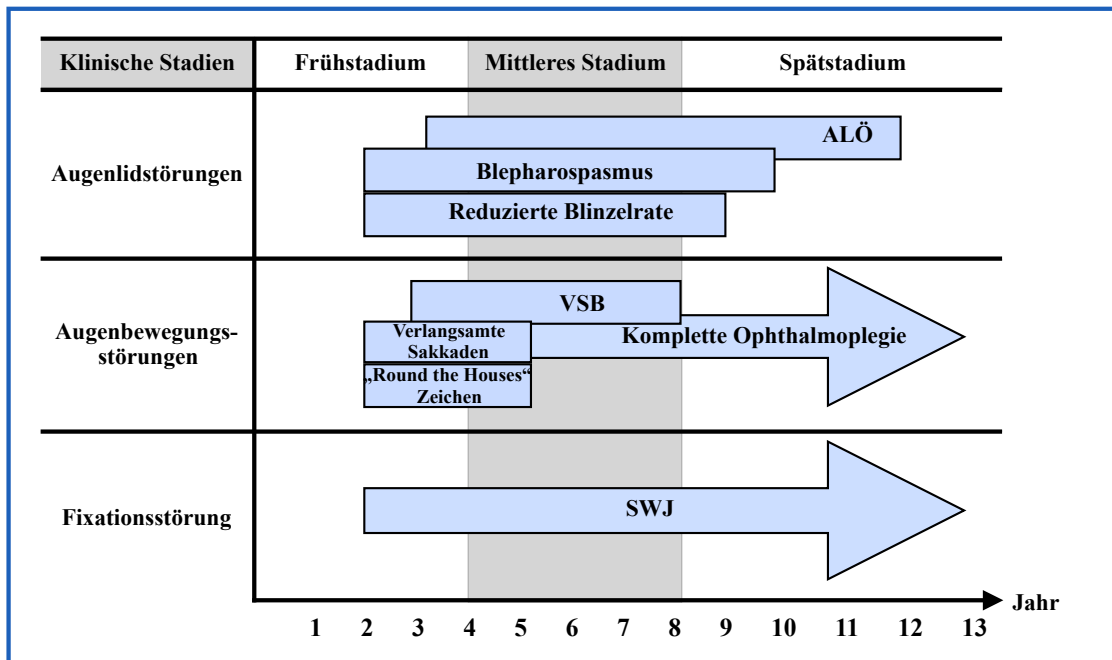 Klinische Stadien
Frühstadium
Mittleres Stadium
Spätstadium
Augenlidstörungen
ALÖ
Blepharospasmus
Reduzierte Blinzelrate
Augenbewegungs-
störungen
VSB
Verlangsamte
Sakkaden
Komplette Ophthalmoplegie
„Round the Houses“
Zeichen
Fixationsstörung
SWJ
Jahr
1 2 3 4 5 6 7 8 9 10 11 12 13